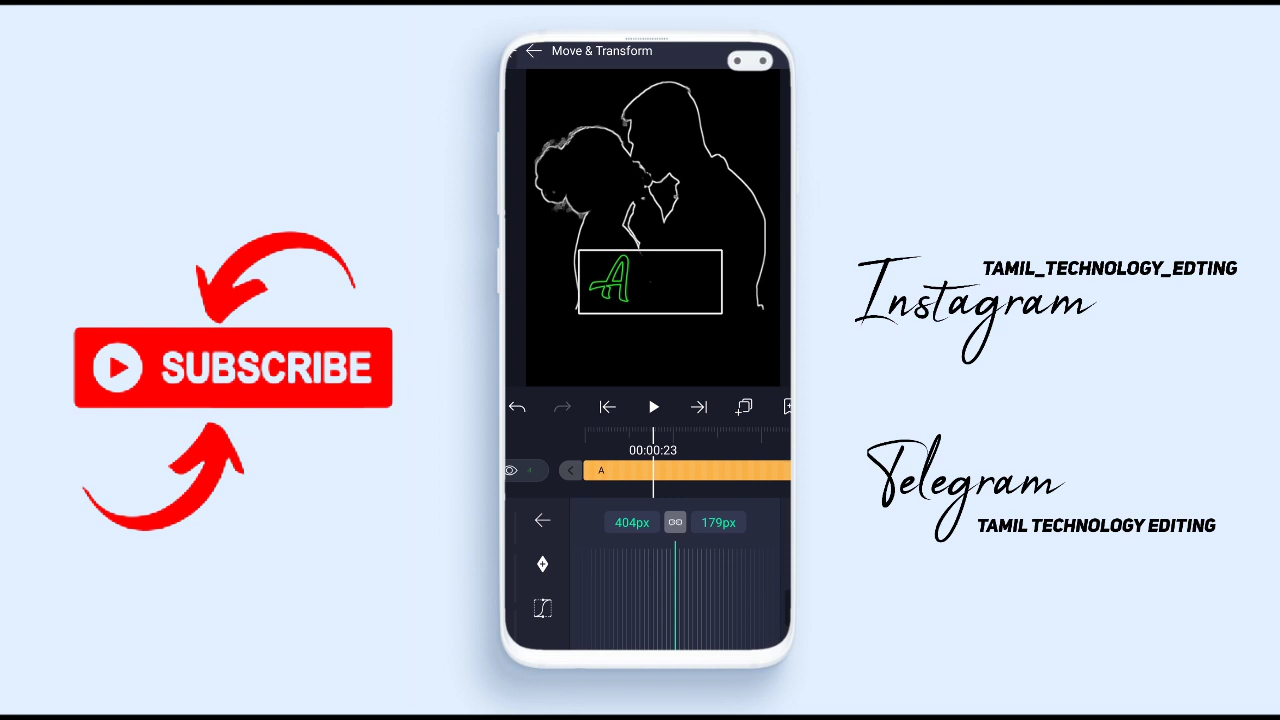 Move & Transform
A
00:00:23
A
404px
179px
SUBSCRIBE
TAMIL_TECHNOLOGY_EDTING
Instagram
Telegram
TAMIL TECHNOLOGY EDITING